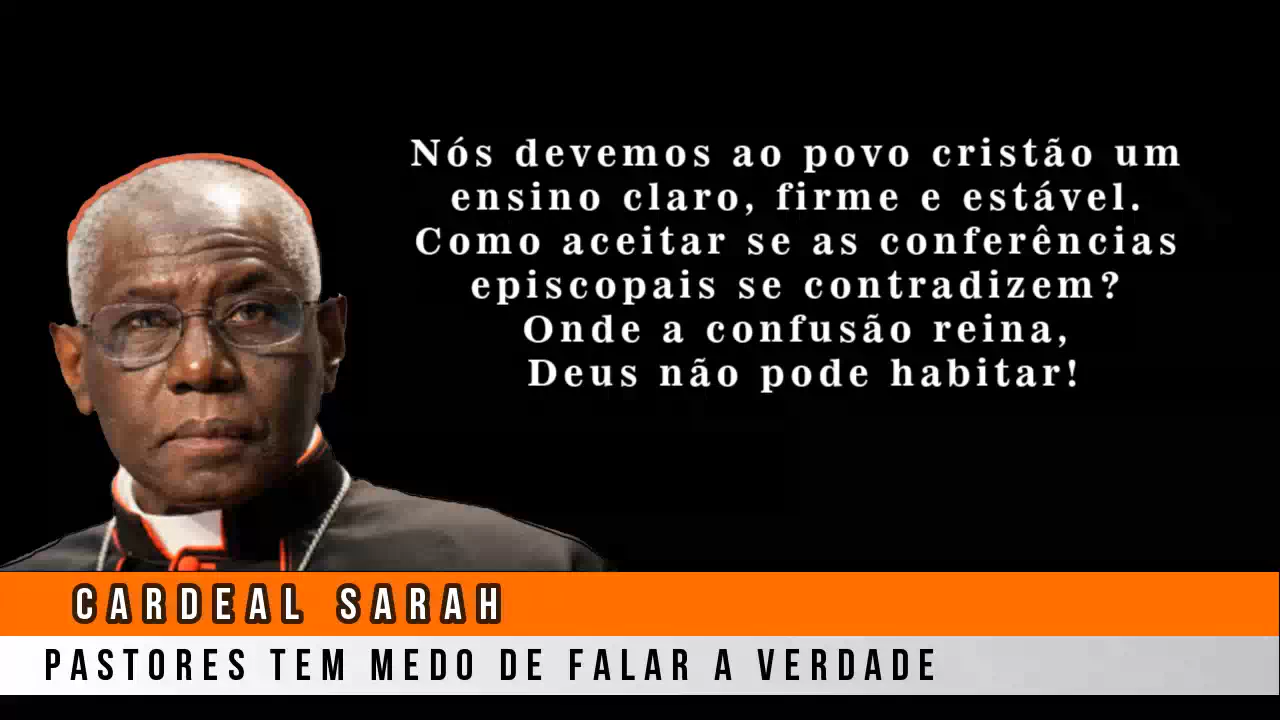 Nós devemos ao povo cristão um
ensino claro, firme e estável.
Como aceitar se as conferências
episcopais se contradizem?
Onde a confusão reina,
Deus não pode habitar!
CARDEAL SARAH
PASTORES TEM MEDO DE FALAR A VERDADE